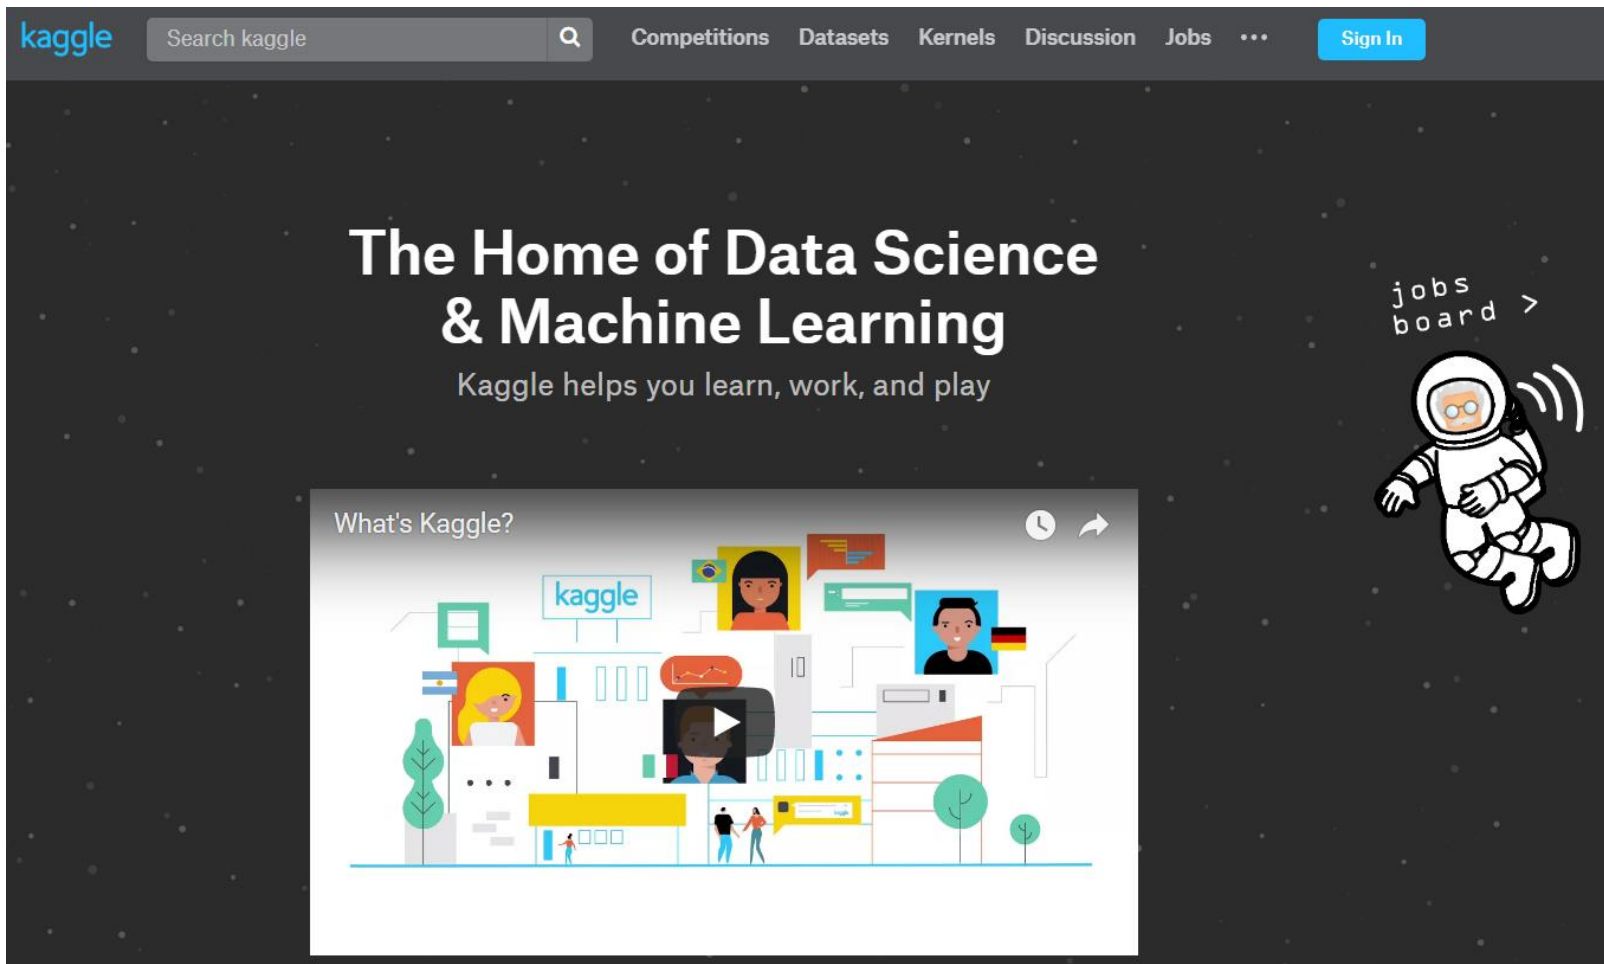 kaggle
Search kaggle
Competitions Datasets Kernels Discussion Jobs •••
Sign In
The Home of Data Science
& Machine Learning
Kaggle helps you learn, work, and play
jobs
board >
What's Kaggle?
kaggle
kaggle